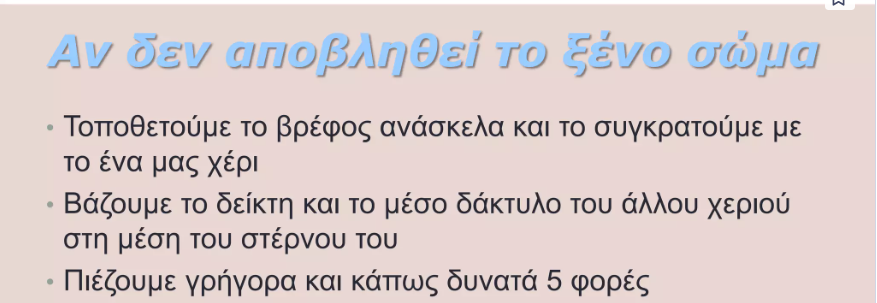 Αν δεν αποβληθεί το ξένο σώμα
• Τοποθετούμε το βρέφος ανάσκελα και το συγκρατούμε με
το ένα μας χέρι
• Βάζουμε το δείκτη και το μέσο δάκτυλο του άλλου χεριού
στη μέση του στέρνου του
• Πιέζουμε γρήγορα και κάπως δυνατά 5 φορές